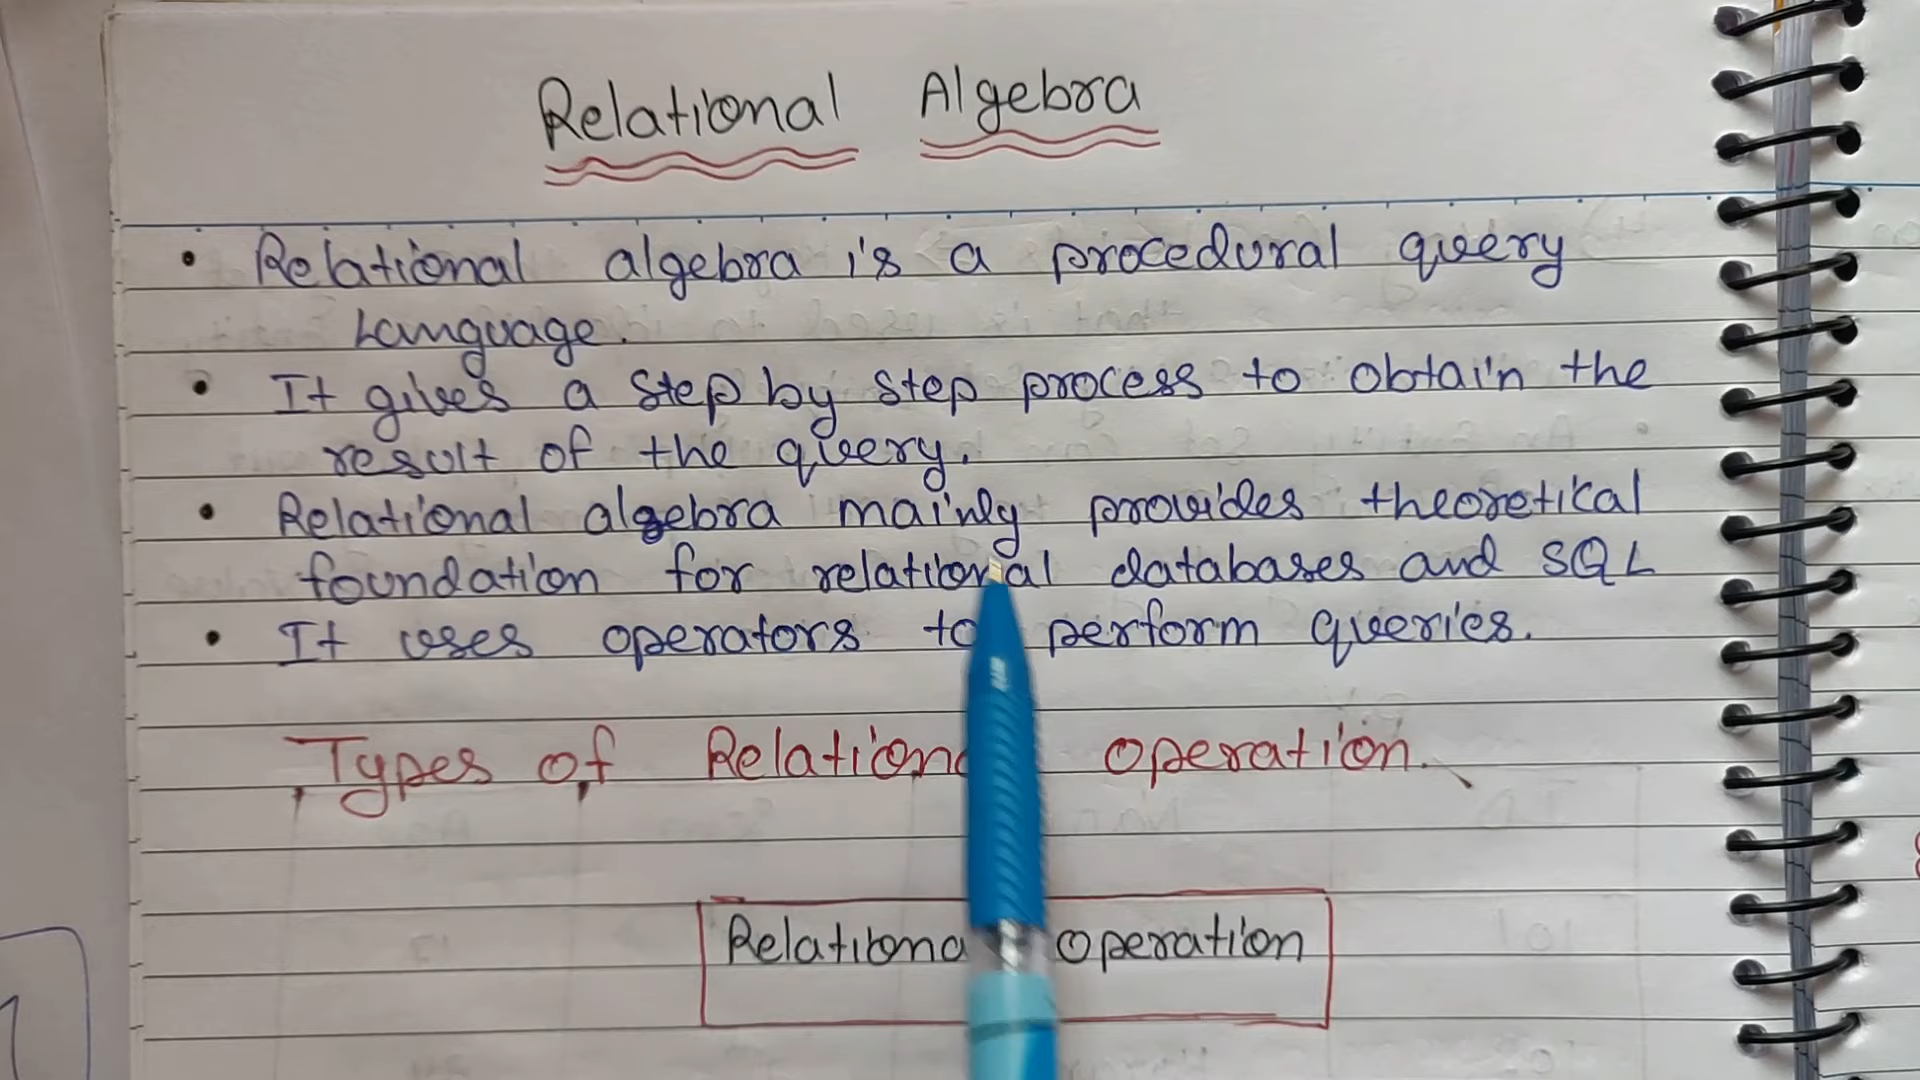 Relational Algebra
• Relational algebra is a procedural query
Language.
• It gives a step by step process to obtain the
result of the query.
• Relational algebra mainly provides theoretical
foundation for relational databases and SQL
• It uses operators to perform queries.
Types of Relational operation.
Relational operation